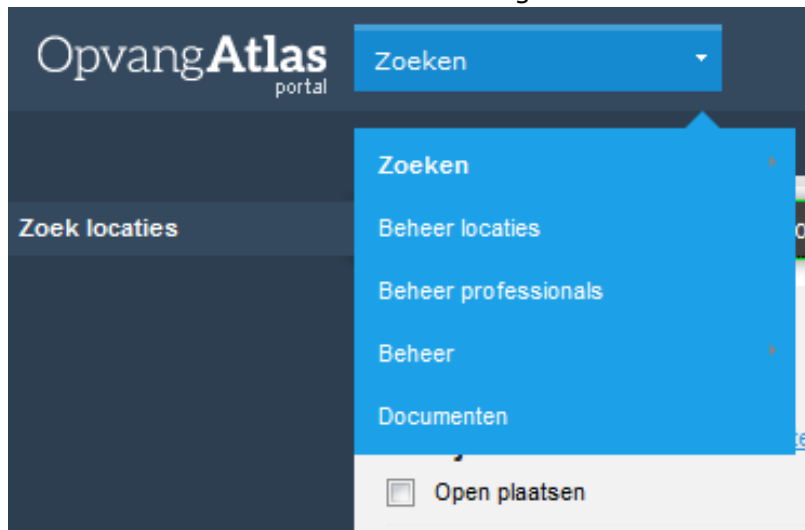 OpvangAtlas
portal
Zoeken
Zoeken
Zoek locaties
Beheer locaties
Beheer professionals
Beheer
Documenten
Open plaatsen